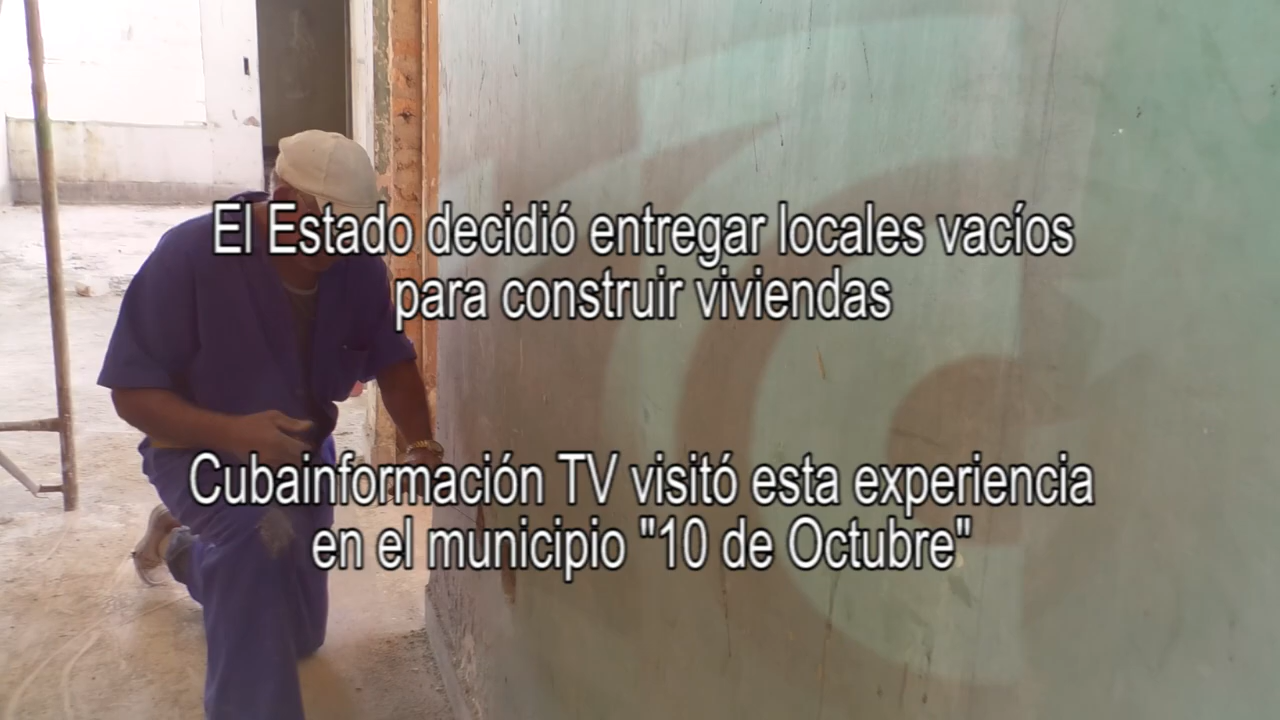 El Estado decidió entregar locales vacíos
para construir viviendas
Cubainformación TV visitó esta experiencia
en el municipio "10 de Octubre"